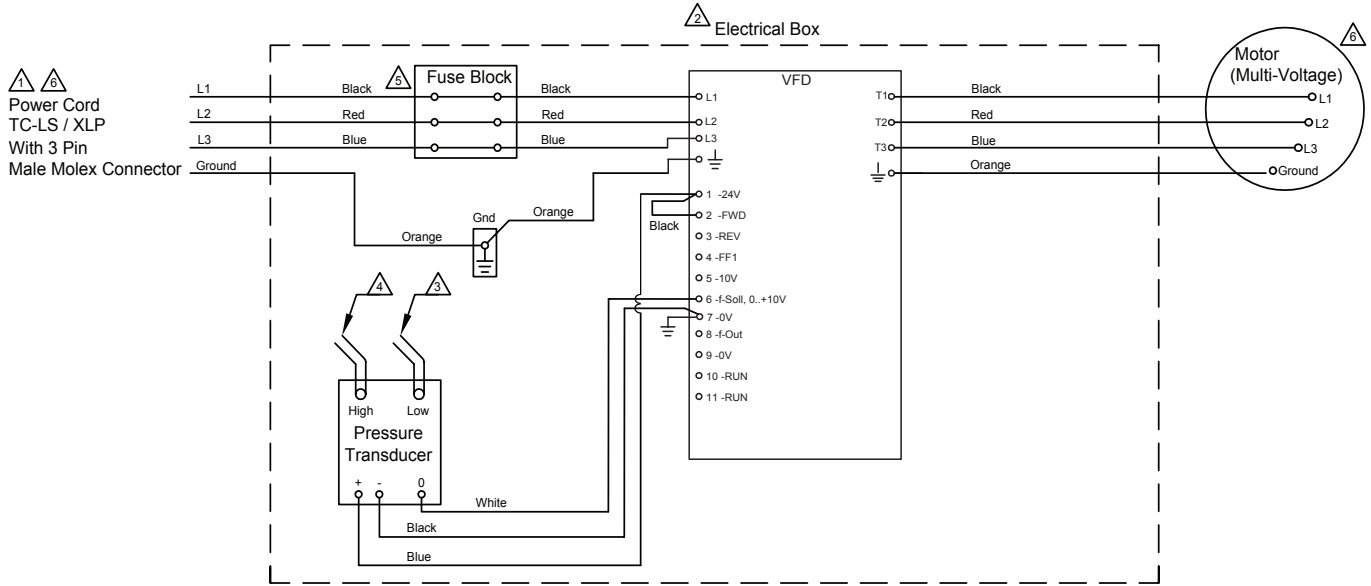 2 Electrical Box
1 6
Power Cord
TC-LS / XLP
With 3 Pin
Male Molex Connector
L1
L2
L3
Ground
Black
Red
Blue
5 Fuse Block
Black
Red
Blue
Orange
Gnd
Orange
VFD
L1
L2
L3
1 -24V
2 -FWD
3 -REV
4 -FF1
5 -10V
6 -f-Soll, 0..+10V
7 -0V
8 -f-Out
9 -0V
10 -RUN
11 -RUN
Black
T1
T2
T3
Black
Red
Blue
Orange
6
Motor
(Multi-Voltage)
L1
L2
L3
Ground
4 3
High Low
Pressure
Transducer
+ - 0
White
Black
Blue